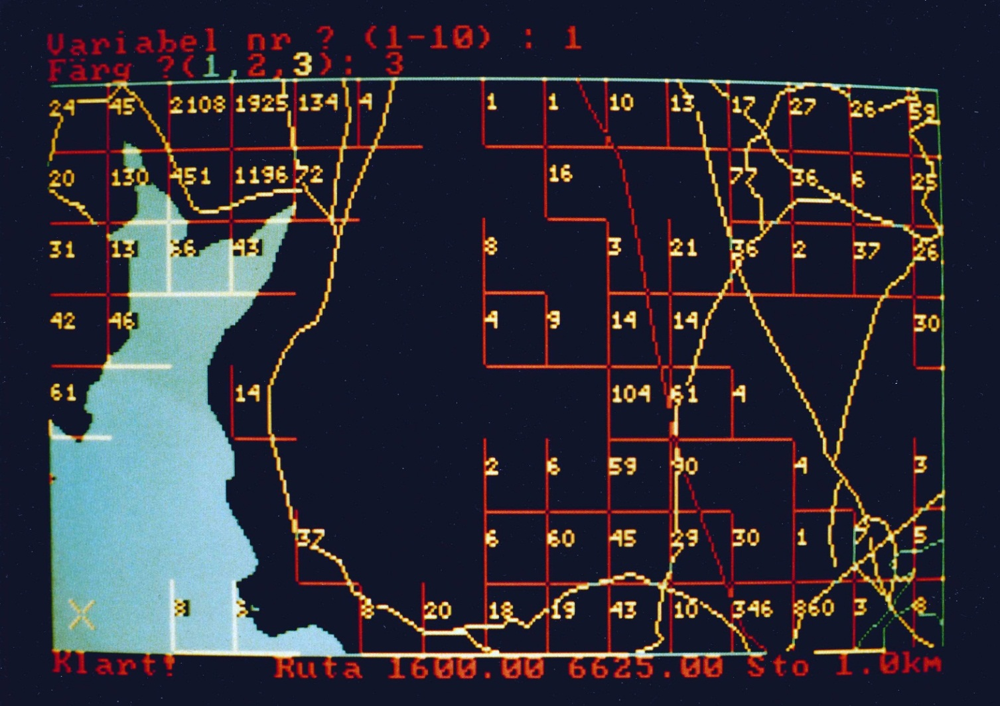 Variabel nr ? (1-10) : 1
Färg ?(1,2,3): 3
24 45 2108 1925 134 4 1 1 10 13 17 27 26 59
20 130 451 1196 72 16 77 36 6 25
31 13 66 43 8 3 21 36 2 37 26
42 46 4 9 14 14 30
61 14 104 61 4
2 6 59 90 4 3
37 6 60 45 29 30 1 7 5
8 8 20 18 19 43 10 346 860 3 8
Klart! Ruta 1600.00 6625.00 Sto 1.0km